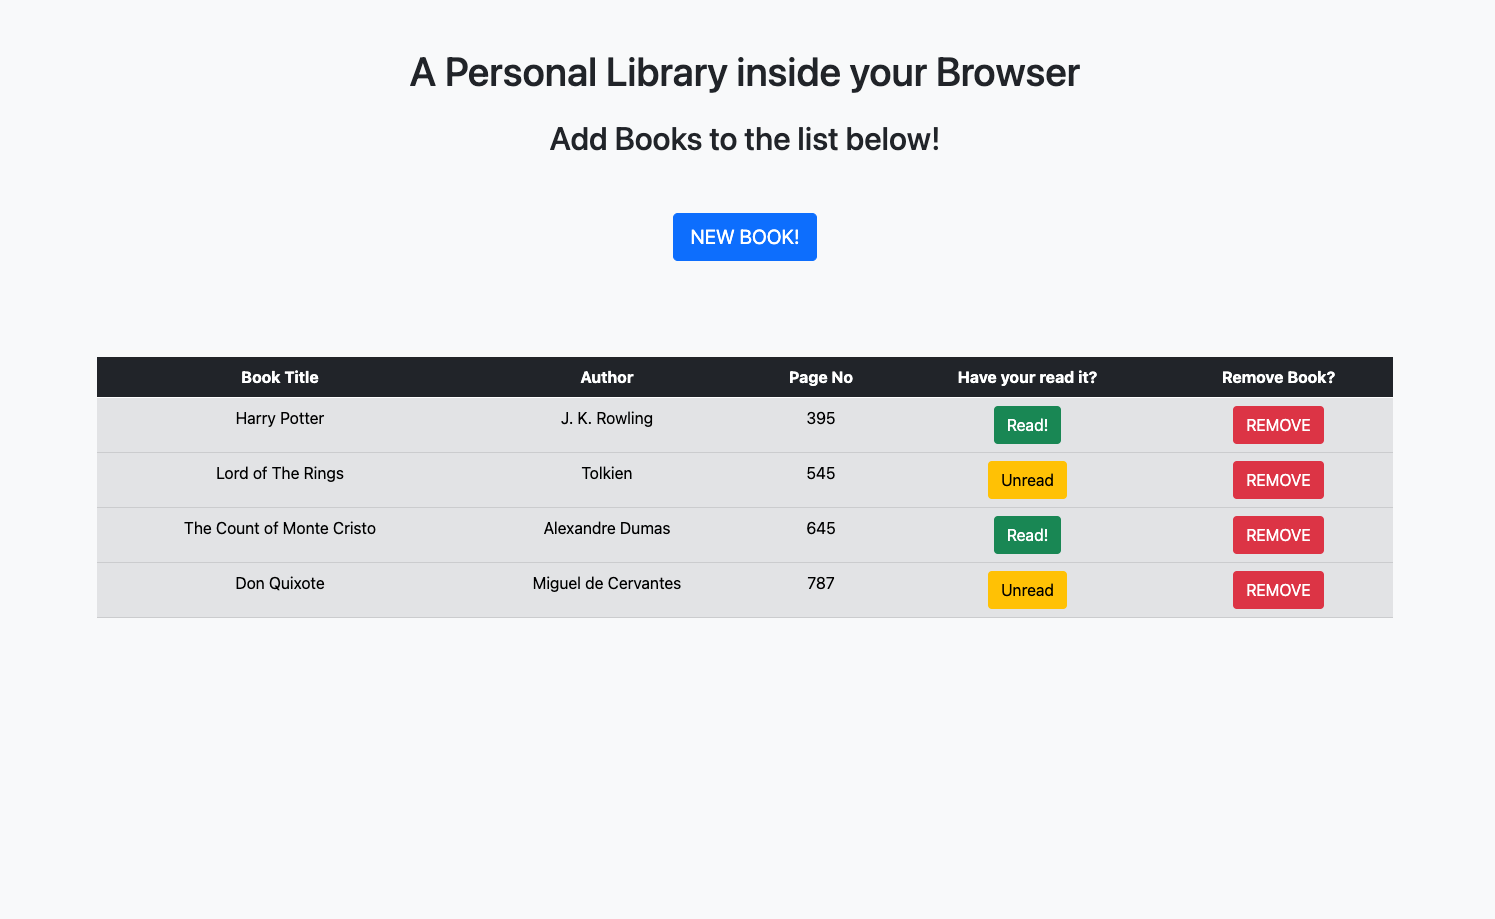 A Personal Library inside your Browser
Add Books to the list below!
NEW BOOK!
Book Title Author Page No Have your read it? Remove Book?
Harry Potter J. K. Rowling 395 Read! REMOVE
Lord of The Rings Tolkien 545 Unread REMOVE
The Count of Monte Cristo Alexandre Dumas 645 Read! REMOVE
Don Quixote Miguel de Cervantes 787 Unread REMOVE